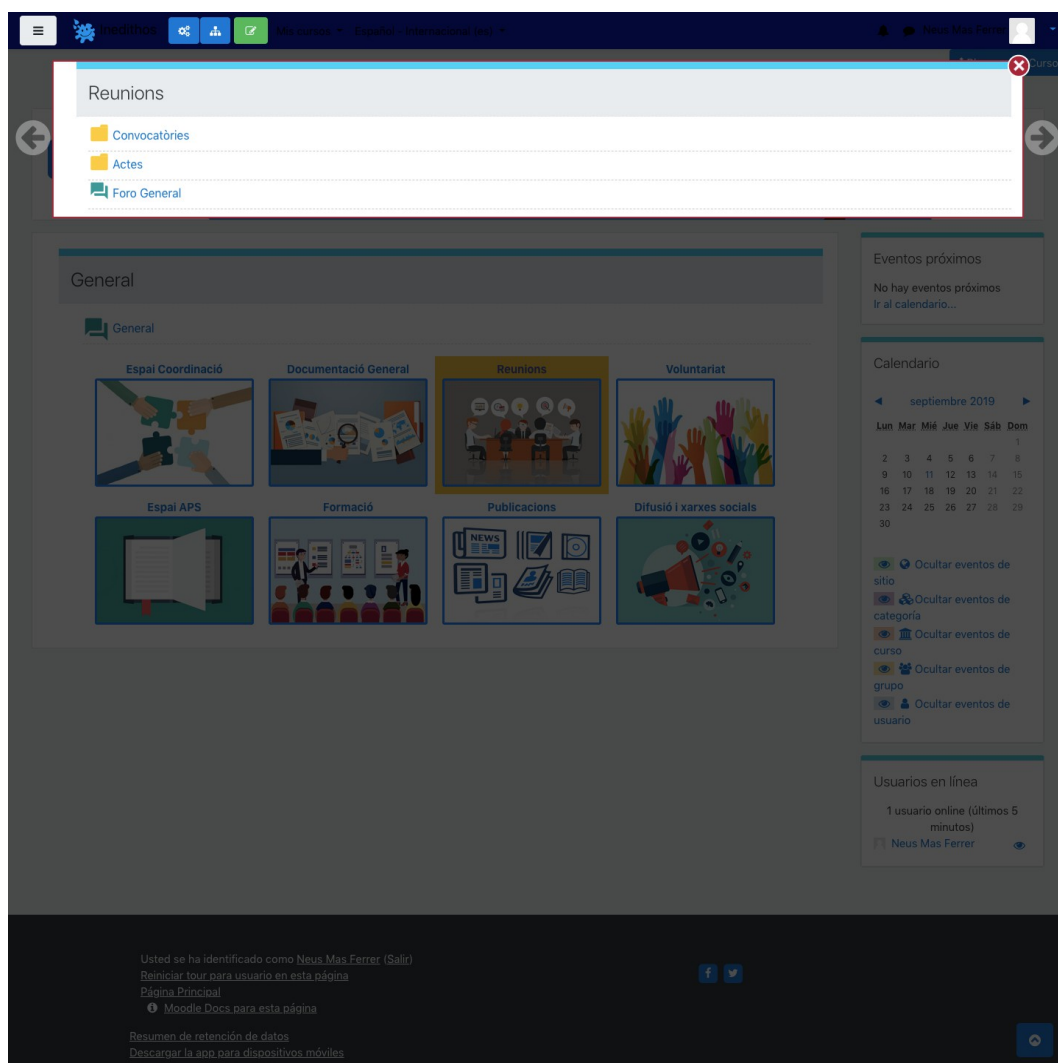 inedithos
Mis cursos
Español - Internacional (es)
Neus Mas Ferrer
Curso
Reunions
Convocatòries
Actes
Foro General
General
General
Espai Coordinació
Documentació General
Reunions
Voluntariat
Espai APS
Formació
Publicacions
Difusió i xarxes socials
NEWS
Eventos próximos
No hay eventos próximos
Ir al calendario...
Calendario
septiembre 2019
Lun Mar Mié Jue Vie Sáb Dom
1
2 3 4 5 6 7 8
9 10 11 12 13 14 15
16 17 18 19 20 21 22
23 24 25 26 27 28 29
30
Ocultar eventos de
sitio
Ocultar eventos de
categoría
Ocultar eventos de
curso
Ocultar eventos de
grupo
Ocultar eventos de
usuario
Usuarios en línea
1 usuario online (últimos 5
minutos)
Neus Mas Ferrer
Usted se ha identificado como Neus Mas Ferrer (Salir)
Reiniciar tour para usuario en esta página
Página Principal
Moodle Docs para esta página
Resumen de retención de datos
Descargar la app para dispositivos móviles